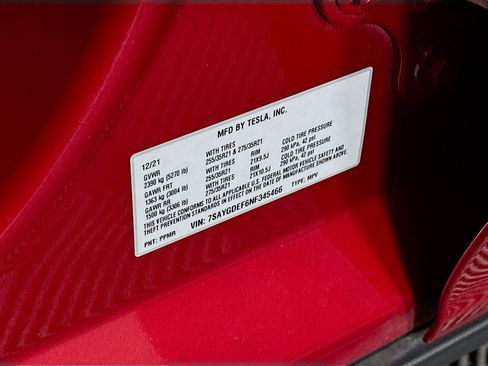 MFD BY TESLA, INC.
12/21
GVWR WITH TIRES COLD TIRE PRESSURE
2390 kg (5270 lb) 255/35R21 & 275/35R21 290 kPa, 42 psi
GAWR FRT WITH TIRES RIM COLD TIRE PRESSURE
1363 kg (3004 lb) 255/35R21 21X9.5J 290 kPa, 42 psi
GAWR RR WITH TIRES RIM
1500 kg (3306 lb) 275/35R21 21X10.5J
THIS VEHICLE CONFORMS TO ALL APPLICABLE U.S. FEDERAL MOTOR VEHICLE SAFETY AND
THEFT PREVENTION STANDARDS IN EFFECT ON THE DATE OF MANUFACTURE SHOWN ABOVE.
VIN: 7SAYGDEF6NF345466 TYPE: MPV
PNT: PPMR